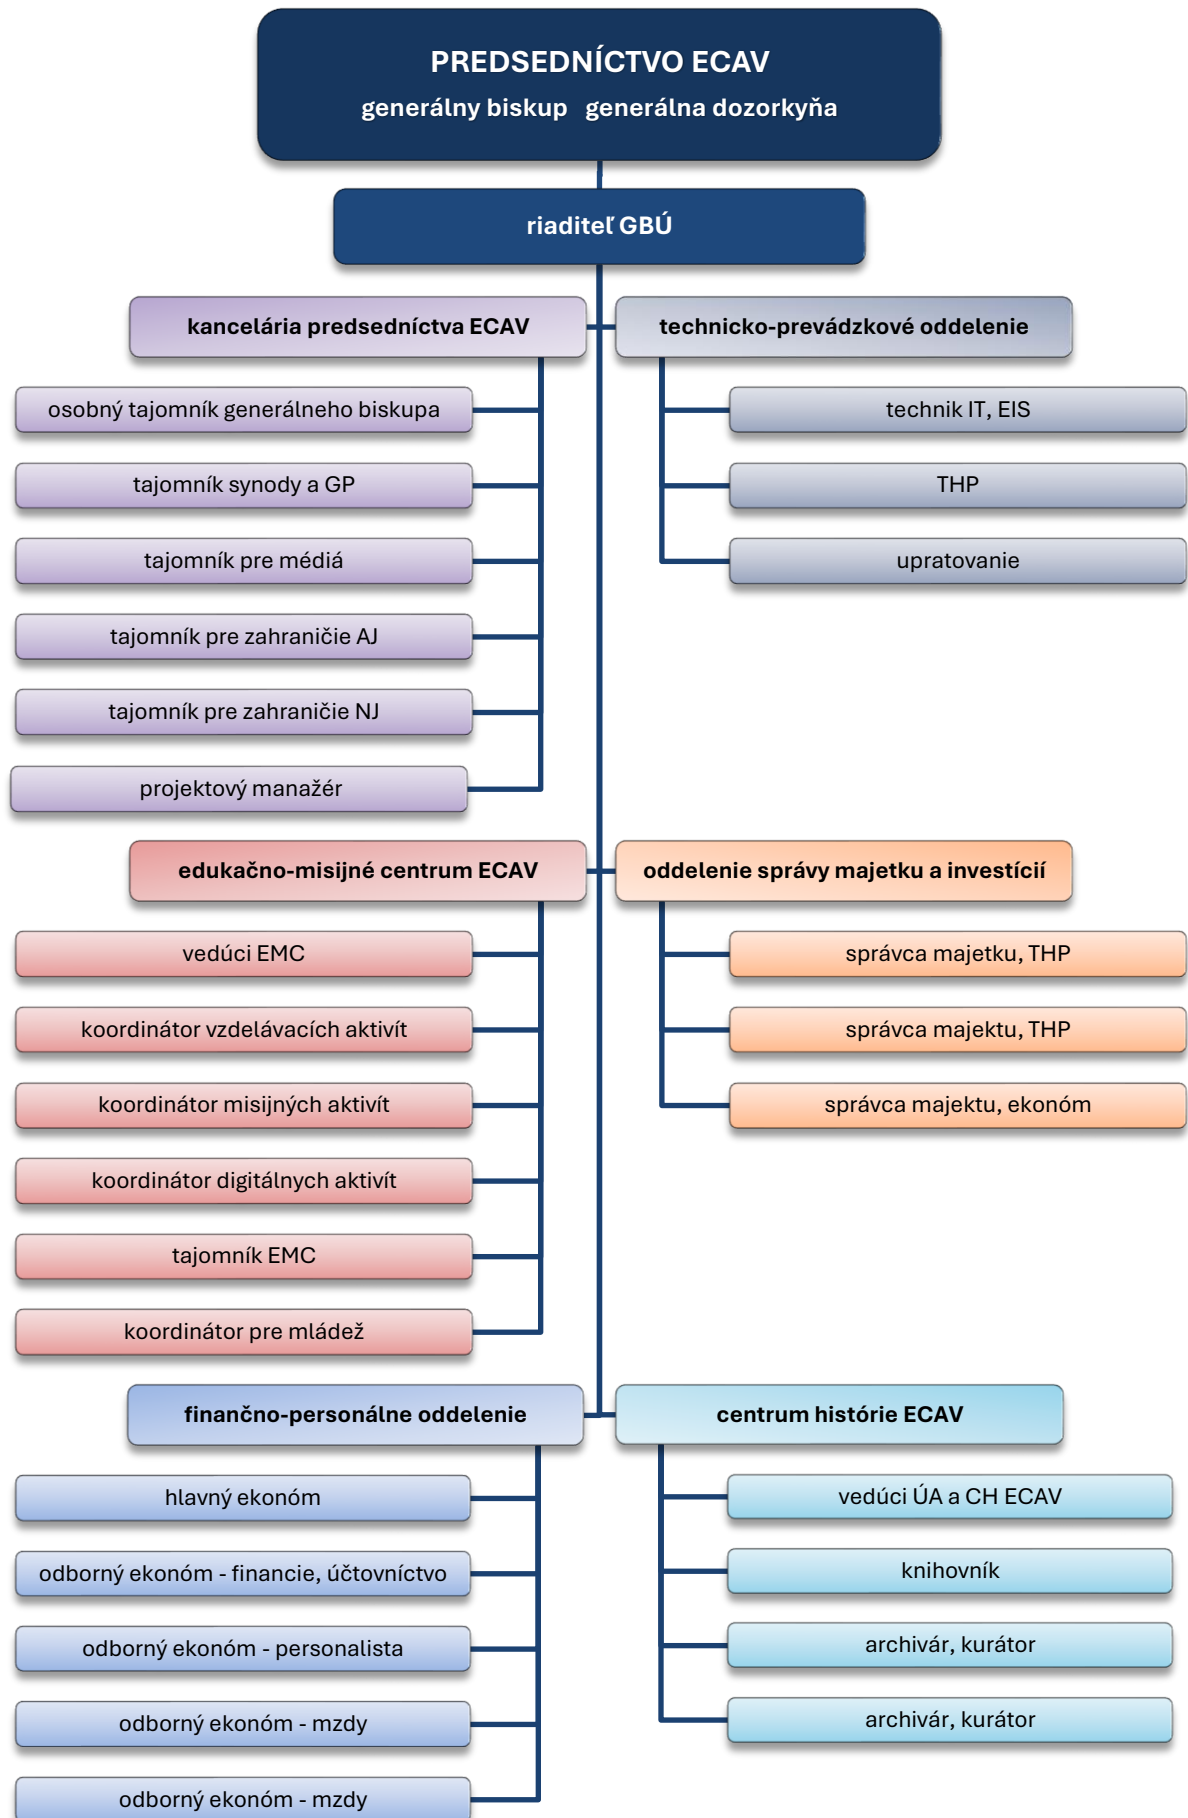 PREDSEDNÍCTVO ECAV
generálny biskup generálna dozorkyňa
riaditeľ GBÚ
kancelária predsedníctva ECAV
osobný tajomník generálneho biskupa
tajomník synody a GP
tajomník pre médiá
tajomník pre zahraničie AJ
tajomník pre zahraničie NJ
projektový manažér
technicko-prevádzkové oddelenie
technik IT, EIS
THP
upratovanie
edukačno-misijné centrum ECAV
vedúci EMC
koordinátor vzdelávacích aktivít
koordinátor misijných aktivít
koordinátor digitálnych aktivít
tajomník EMC
koordinátor pre mládež
oddelenie správy majetku a investícií
správca majetku, THP
správca majektu, THP
správca majektu, ekonóm
finančno-personálne oddelenie
hlavný ekonóm
odborný ekonóm - financie, účtovníctvo
odborný ekonóm - personalista
odborný ekonóm - mzdy
odborný ekonóm - mzdy
centrum histórie ECAV
vedúci ÚA a CH ECAV
knihovník
archivár, kurátor
archivár, kurátor